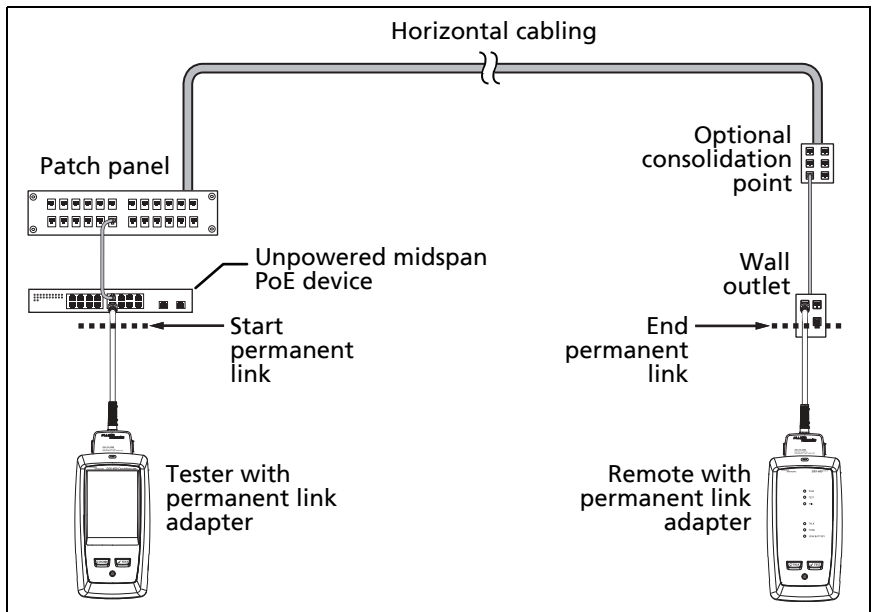 Horizontal cabling
Optional
consolidation
point
Patch panel
Unpowered midspan
PoE device
Wall
outlet
Start
permanent
link
End
permanent
link
Tester with
permanent link
adapter
Remote with
permanent link
adapter